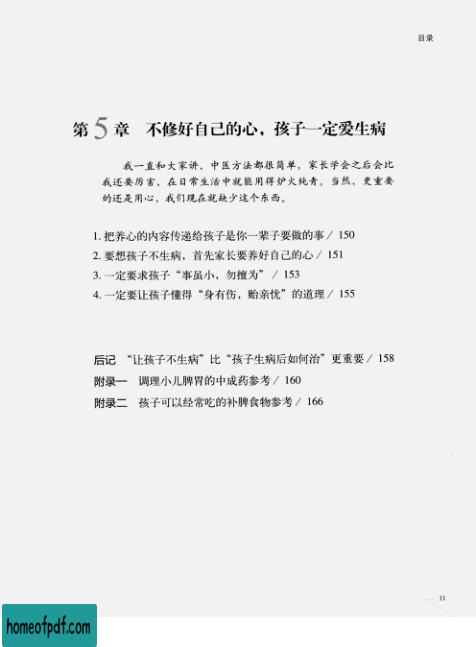 目录
第5章 不修好自己的心，孩子一定爱生病
我一直和大家讲，中医方法都很简单，家长学会之后会比
我还要厉害，在日常生活中就能用得炉火纯青。当然，更重要
的还是用心，我们现在就缺少这个东西。
1. 把养心的内容传递给孩子是你一辈子要做的事 / 150
2. 要想孩子不生病，首先家长要养好自己的心 / 151
3. 一定要求孩子“事虽小，勿擅为” / 153
4. 一定要让孩子懂得“身有伤，贻亲忧”的道理 / 155
后记 “让孩子不生病”比“孩子生病后如何治”更重要 / 158
附录一 调理小儿脾胃的中成药参考 / 160
附录二 孩子可以经常吃的补脾食物参考 / 166
11
homeofpdf.com